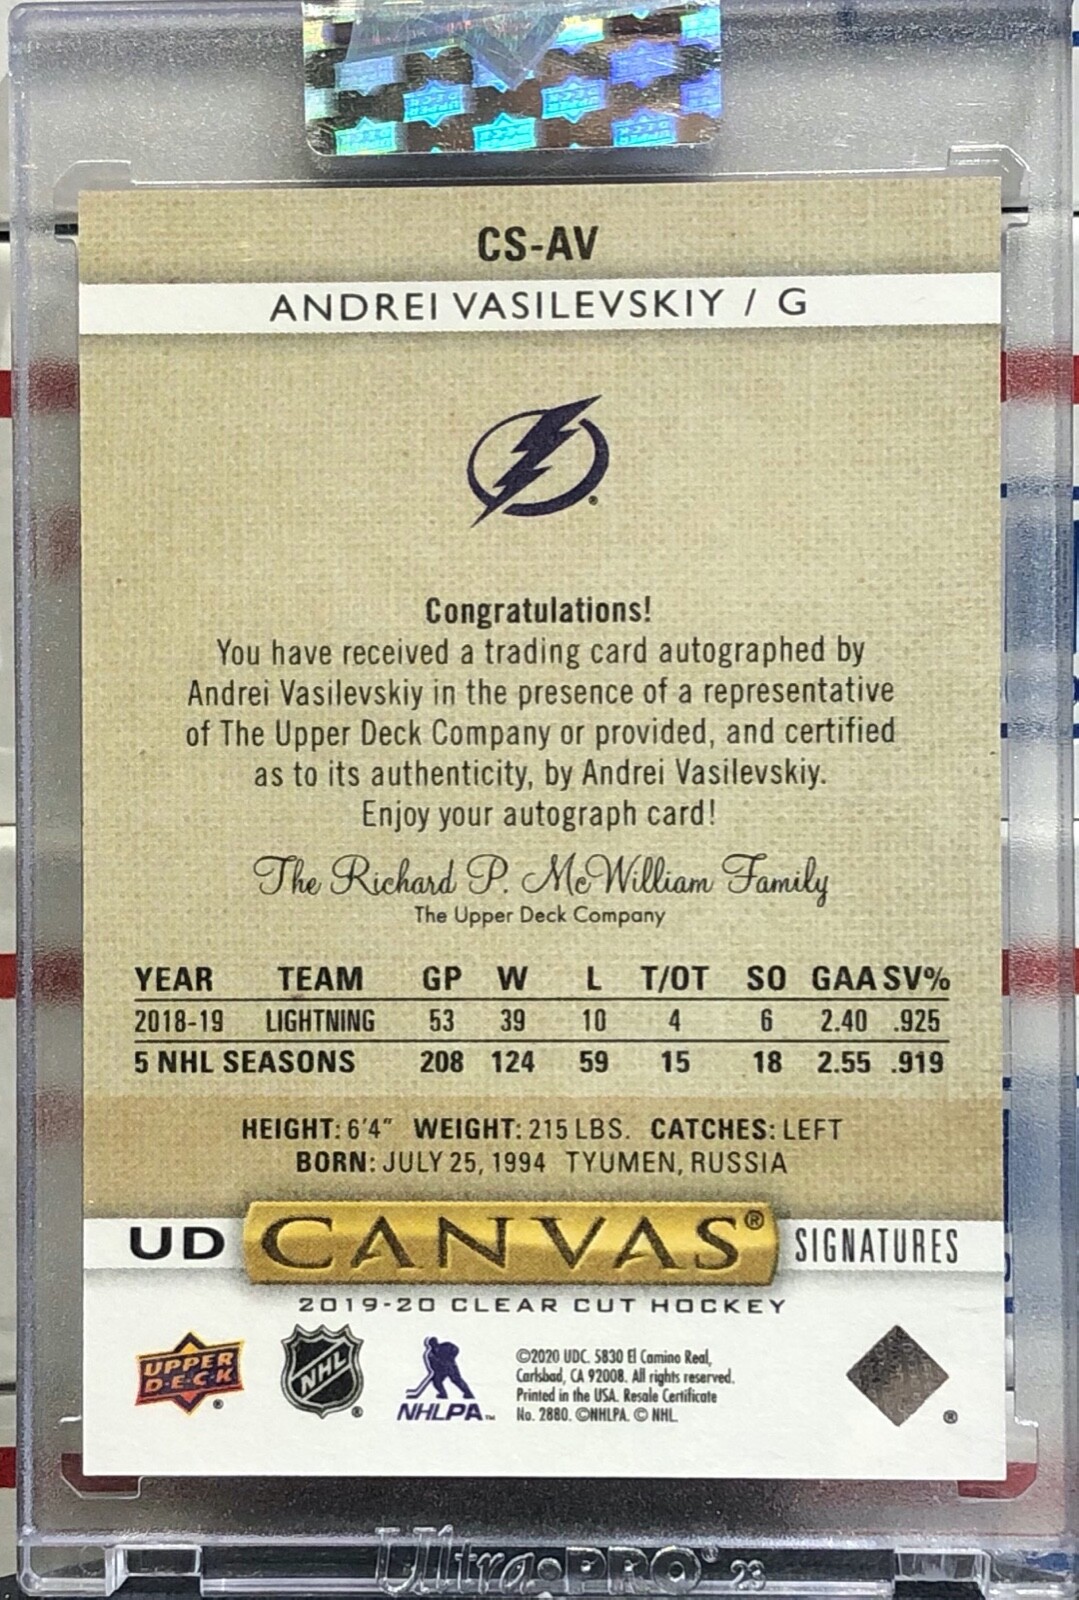 CS-AV
ANDREI VASILEVSKIY / G
Congratulations!
You have received a trading card autographed by
Andrei Vasilevskiy in the presence of a representative
of The Upper Deck Company or provided, and certified
as to its authenticity, by Andrei Vasilevskiy.
Enjoy your autograph card!
The Richard P. McWilliam Family
The Upper Deck Company
YEAR TEAM GP W L T/OT SO GAA SV%
2018-19 LIGHTNING 53 39 10 4 6 2.40 .925
5 NHL SEASONS 208 124 59 15 18 2.55 .919
HEIGHT: 6'4" WEIGHT: 215 LBS. CATCHES: LEFT
BORN: JULY 25, 1994 TYUMEN, RUSSIA
UD CANVAS® SIGNATURES
2019-20 CLEAR CUT HOCKEY
UPPER DECK®
NHL®
NHLPA™
©2020 UDC. 5830 El Camino Real,
Carlsbad, CA 92008. All rights reserved.
Printed in the USA. Resale Certificate
No. 2880. ©NHLPA. © NHL.
®
Ultra•PRO® 23